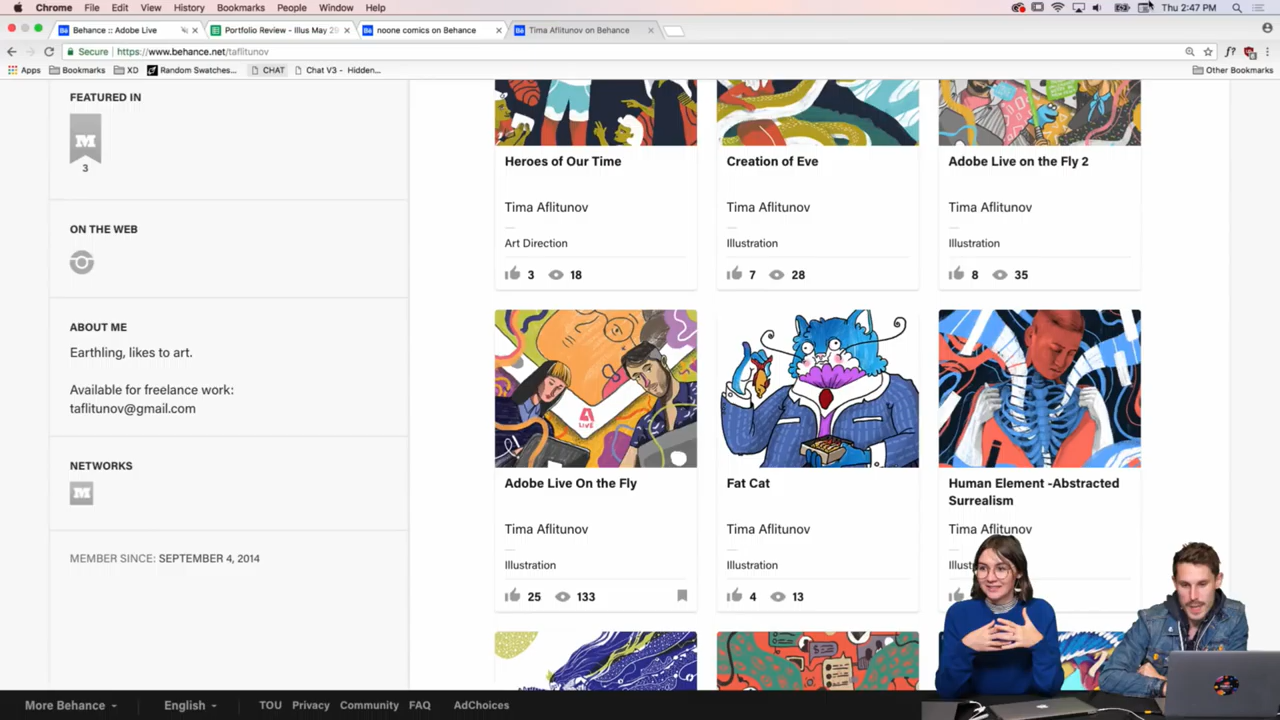 Chrome File Edit View History Bookmarks People Window Help Thu 2:47 PM
Behance :: Adobe Live Portfolio Review - Illus May 29 noone comics on Behance Tima Aflitunov on Behance
Secure https://www.behance.net/taflitunov
Apps Bookmarks XD Random Swatches... CHAT Chat V3 - Hidden... Other Bookmarks
FEATURED IN
M
3
ON THE WEB
ABOUT ME
Earthling, likes to art.
Available for freelance work:
taflitunov@gmail.com
NETWORKS
M
MEMBER SINCE: SEPTEMBER 4, 2014
Heroes of Our Time
Tima Aflitunov
Art Direction
3 18
Creation of Eve
Tima Aflitunov
Illustration
7 28
Adobe Live on the Fly 2
Tima Aflitunov
Illustration
8 35
LIVE
Adobe Live On the Fly
Tima Aflitunov
Illustration
25 133
Fat Cat
Tima Aflitunov
Illustration
4 13
Human Element -Abstracted
Surrealism
Tima Aflitunov
More Behance English TOU Privacy Community FAQ AdChoices